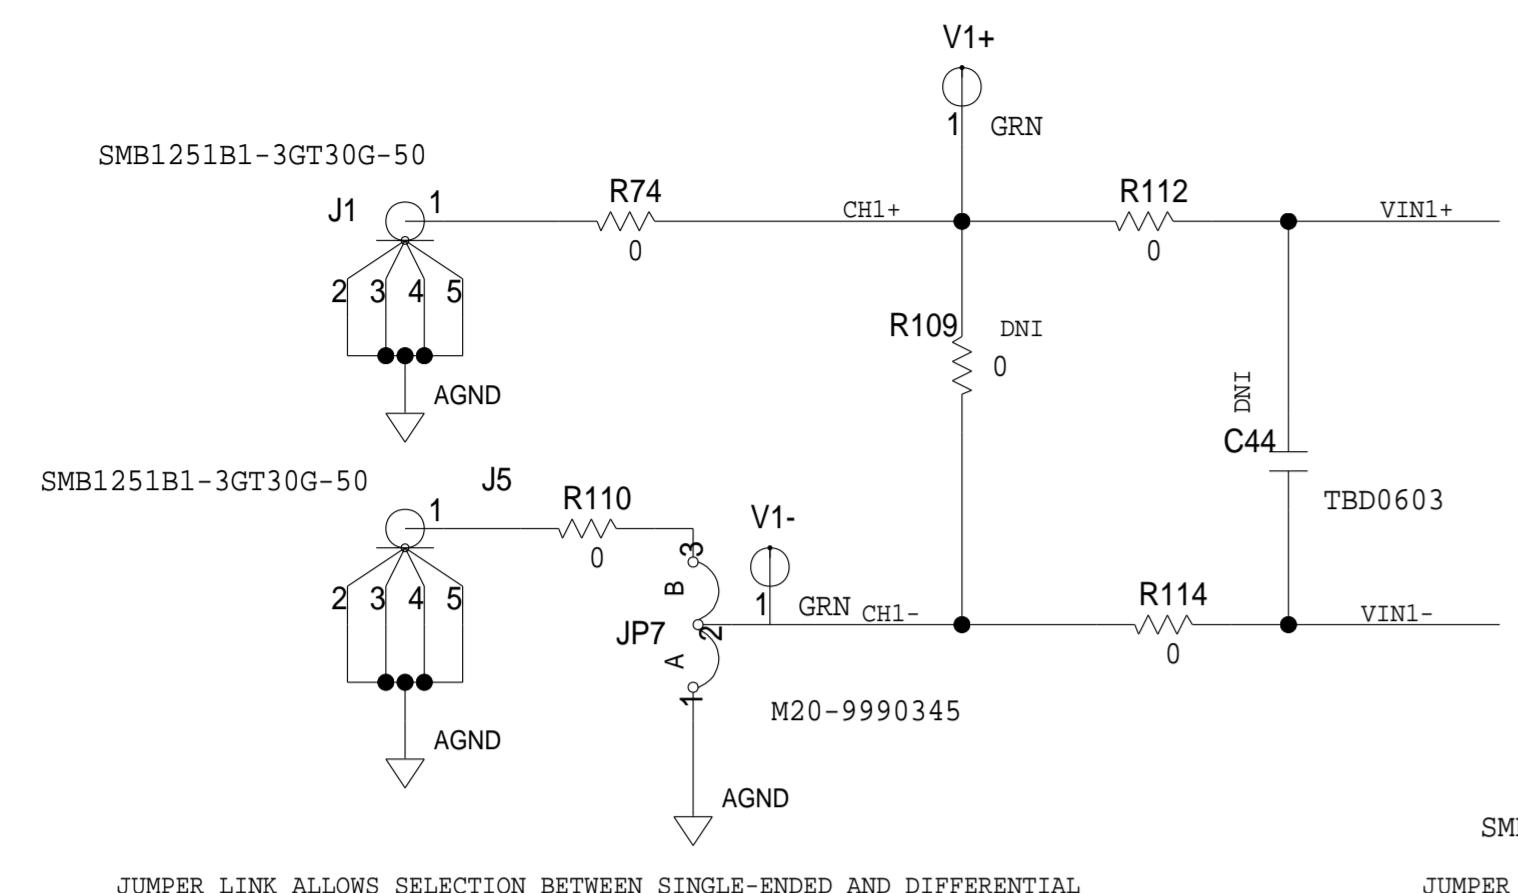 V1+
1 GRN
SMB1251B1-3GT30G-50
J1 1
R74
0
CH1+
R112
0
VIN1+
2 3 4 5
AGND
R109 DNI
0
DNI
C44
TBD0603
SMB1251B1-3GT30G-50
J5
1
R110
0
3
B
JP7
2
A
1
V1-
1 GRN
CH1-
R114
0
VIN1-
2 3 4 5
AGND
M20-9990345
AGND
JUMPER LINK ALLOWS SELECTION BETWEEN SINGLE-ENDED AND DIFFERENTIAL
JUMPER